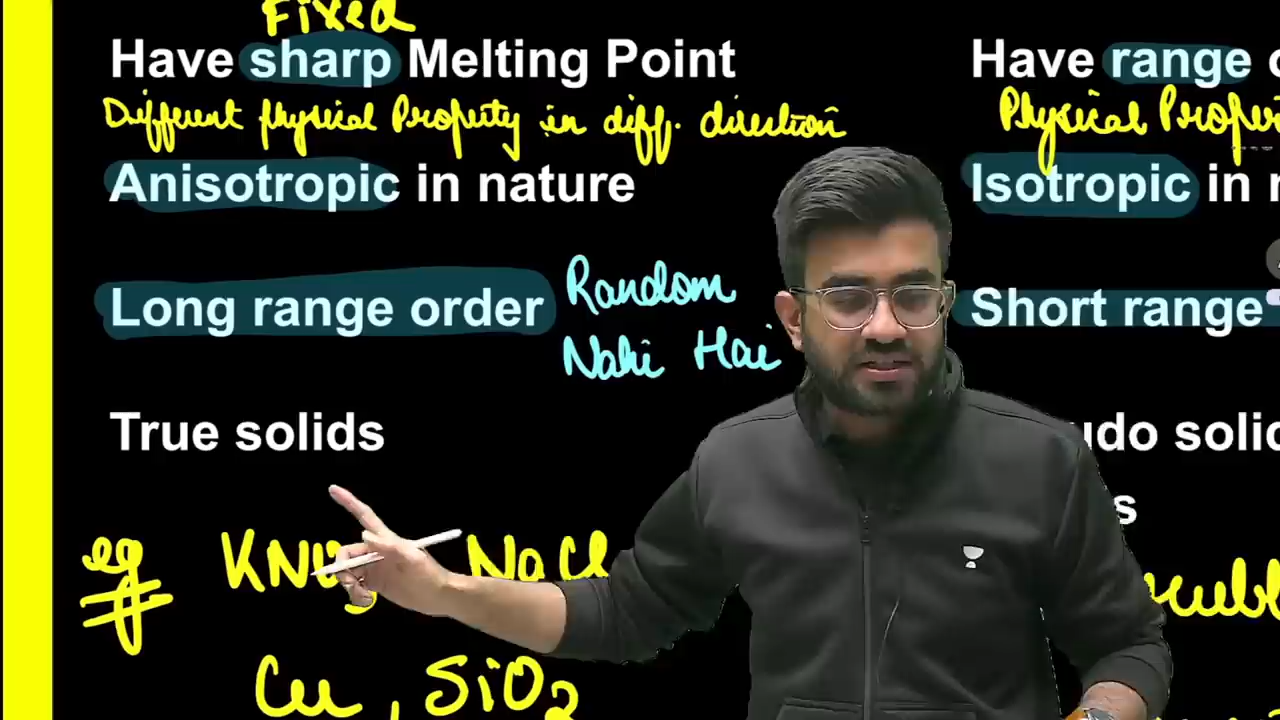 Fixed
Have sharp Melting Point
Have range
Different physical Property in diff. direction
Physical Proper
Anisotropic in nature
Isotropic in
Long range order
Random
Nahi Hai
Short range
True solids
udo solid
s
eg KNO3 NaCl
Cu, SiO2